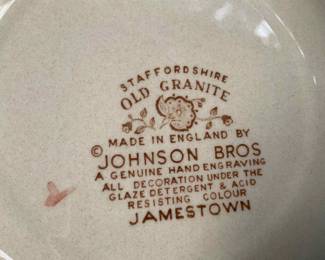 STAFFORDSHIRE
OLD GRANITE
MADE IN ENGLAND BY
© JOHNSON BROS
A GENUINE HAND ENGRAVING
ALL DECORATION UNDER THE
GLAZE DETERGENT & ACID
RESISTING COLOUR
JAMESTOWN